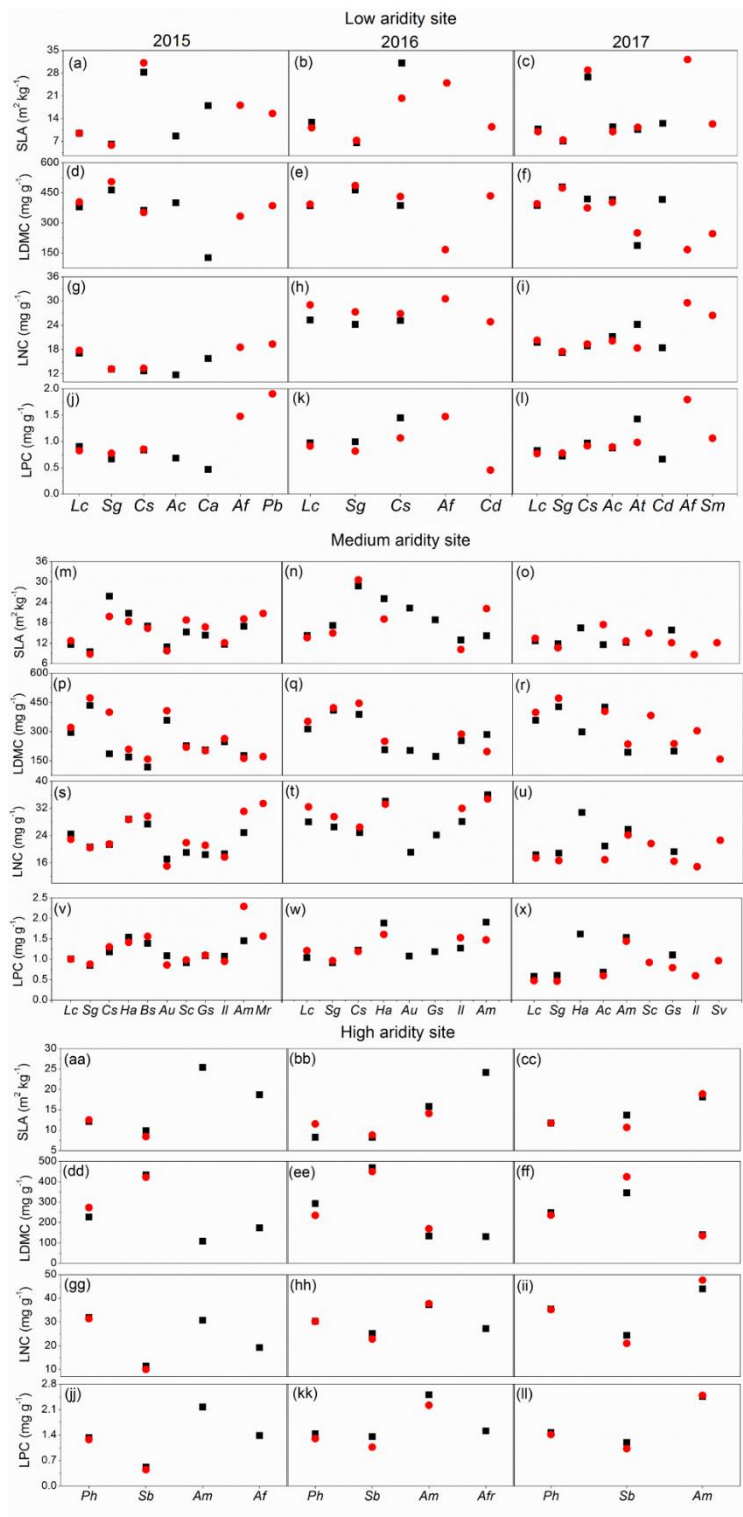 Low aridity site
2015 2016 2017
(a) (b) (c)
SLA (m² kg⁻¹)
35
28
21
14
7
(d) (e) (f)
LDMC (mg g⁻¹)
600
450
300
150
(g) (h) (i)
LNC (mg g⁻¹)
36
30
24
18
12
(j) (k) (l)
LPC (mg g⁻¹)
2.0
1.5
1.0
0.5
0.0
Lc Sg Cs Ac Ca Af Pb Lc Sg Cs Af Cd Lc Sg Cs Ac At Cd Af Sm
Medium aridity site
(m) (n) (o)
SLA (m² kg⁻¹)
36
30
24
18
12
6
(p) (q) (r)
LDMC (mg g⁻¹)
600
450
300
150
(s) (t) (u)
LNC (mg g⁻¹)
40
32
24
16
(v) (w) (x)
LPC (mg g⁻¹)
2.5
2.0
1.5
1.0
0.5
0.0
Lc Sg Cs Ha Bs Au Sc Gs Il Am Mr Lc Sg Cs Ha Au Gs Il Am Lc Sg Ha Ac Am Sc Gs Il Sv
High aridity site
(aa) (bb) (cc)
SLA (m² kg⁻¹)
30
25
20
15
10
5
(dd) (ee) (ff)
LDMC (mg g⁻¹)
500
400
300
200
100
0
(gg) (hh) (ii)
LNC (mg g⁻¹)
50
40
30
20
10
(jj) (kk) (ll)
LPC (mg g⁻¹)
2.8
2.1
1.4
0.7
0.0
Ph Sb Am Af Ph Sb Am Afr Ph Sb Am